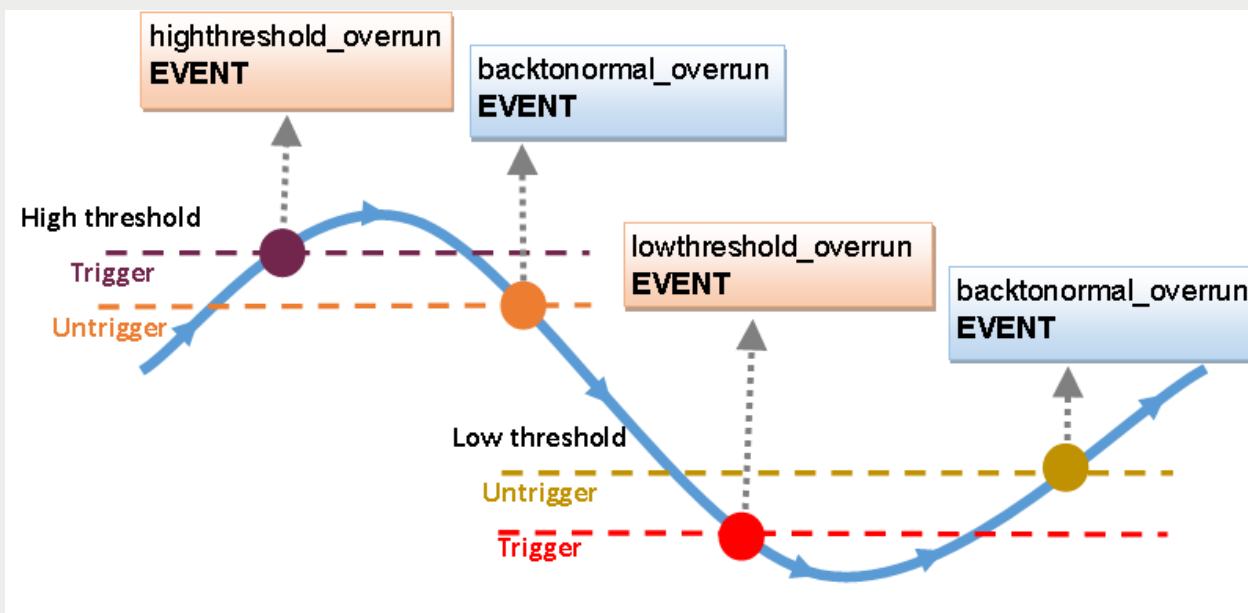 highthreshold_overrun
EVENT
backtonormal_overrun
EVENT
High threshold
Trigger
Untrigger
lowthreshold_overrun
EVENT
backtonormal_overrun
EVENT
Low threshold
Untrigger
Trigger